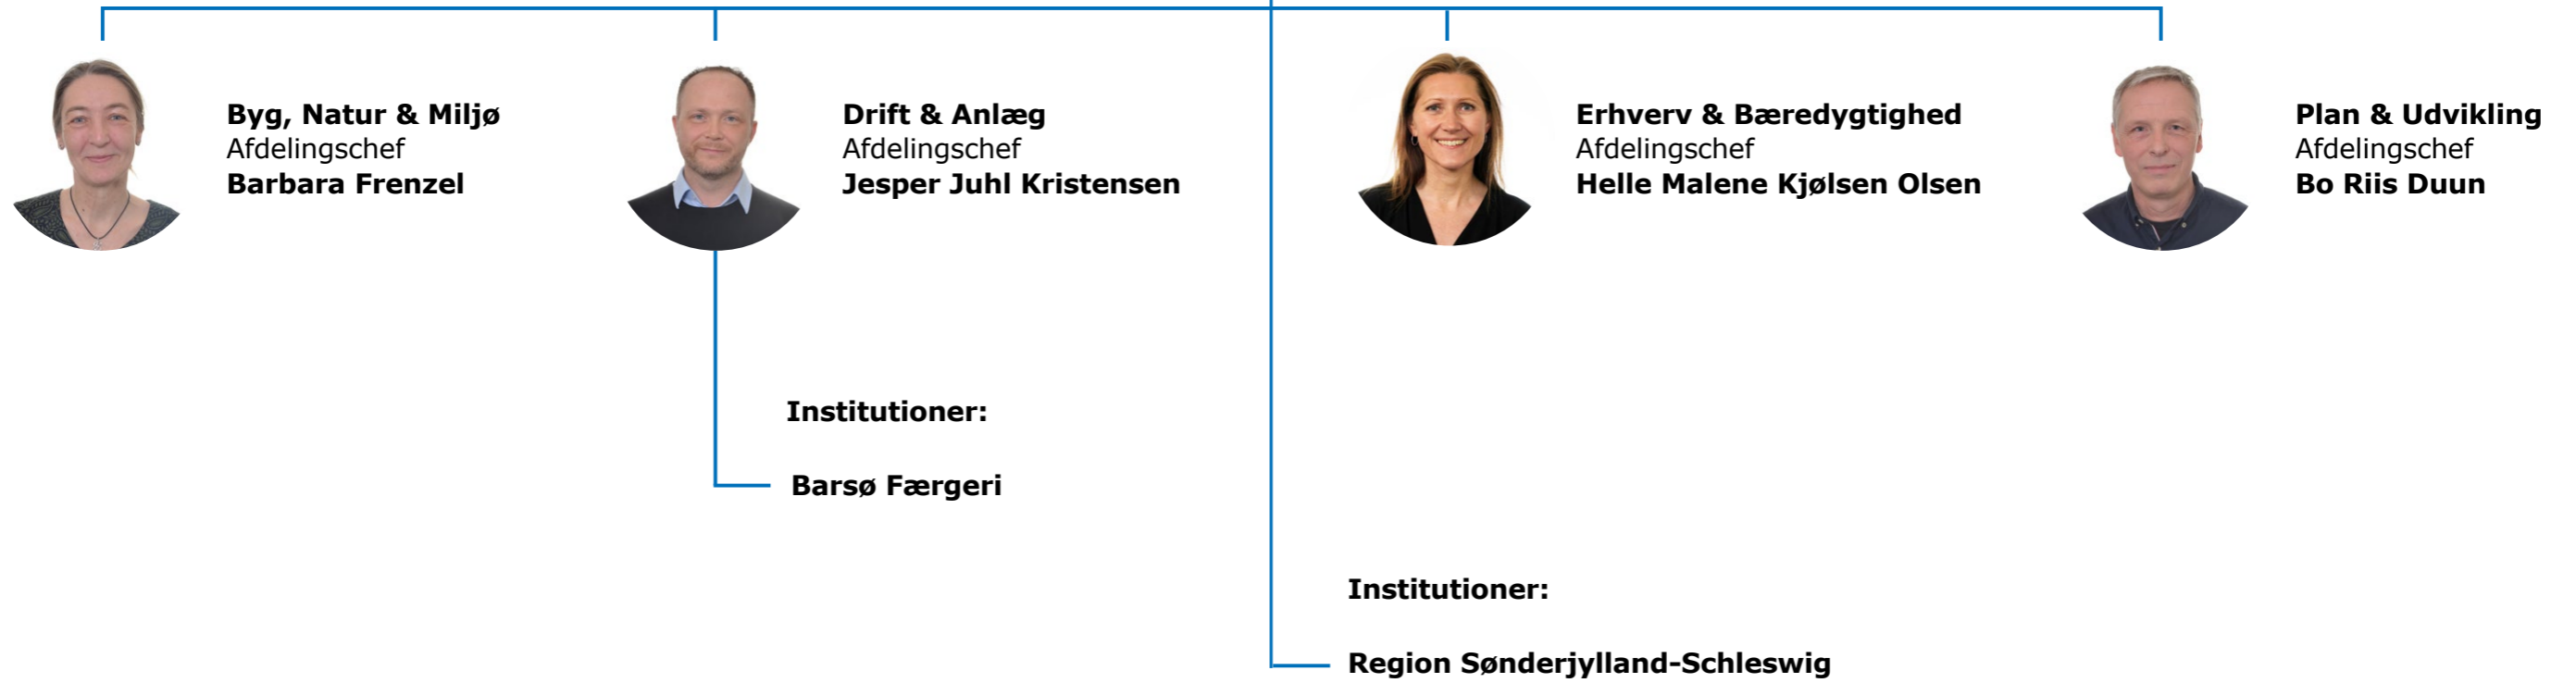 Byg, Natur & Miljø
Afdelingschef
Barbara Frenzel
Drift & Anlæg
Afdelingschef
Jesper Juhl Kristensen
Erhverv & Bæredygtighed
Afdelingschef
Helle Malene Kjølsen Olsen
Plan & Udvikling
Afdelingschef
Bo Riis Duun
Institutioner:
Barsø Færgeri
Institutioner:
Region Sønderjylland-Schleswig